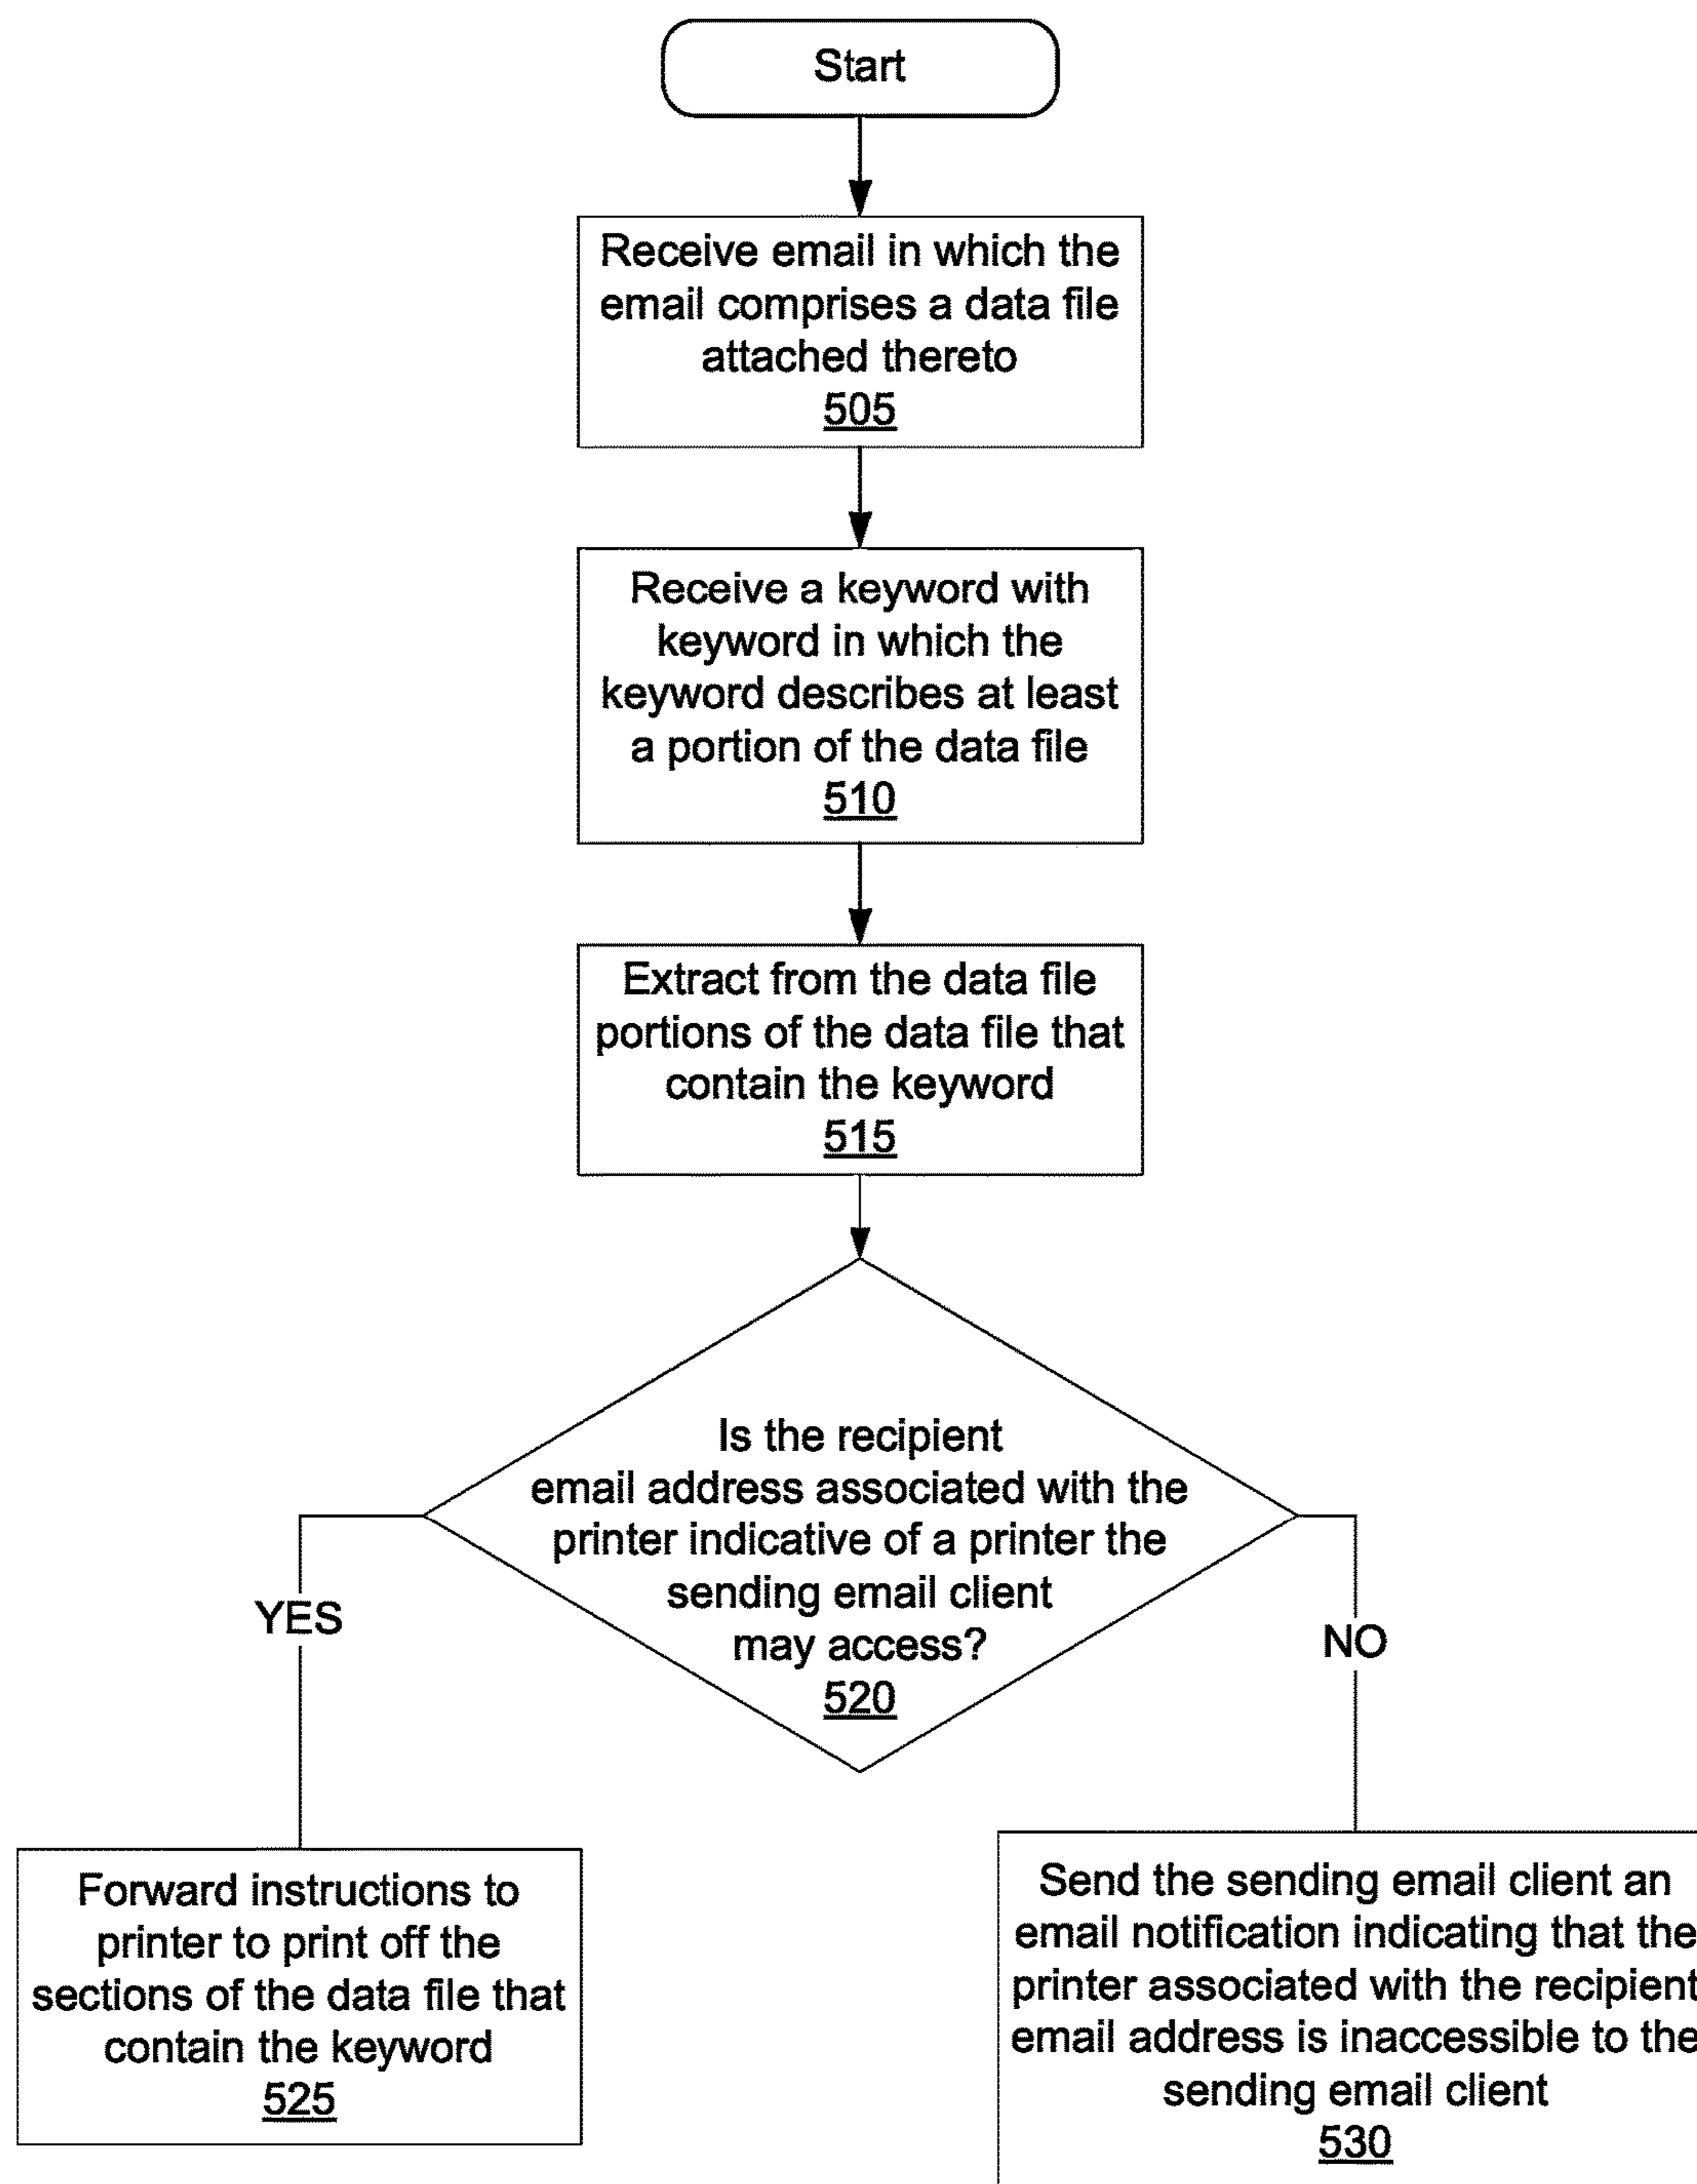 Start
Receive email in which the
email comprises a data file
attached thereto
505
Receive a keyword with
keyword in which the
keyword describes at least
a portion of the data file
510
Extract from the data file
portions of the data file that
contain the keyword
515
Is the recipient
email address associated with the
printer indicative of a printer the
sending email client
may access?
520
YES
NO
Forward instructions to
printer to print off the
sections of the data file that
contain the keyword
525
Send the sending email client an
email notification indicating that the
printer associated with the recipient
email address is inaccessible to the
sending email client
530